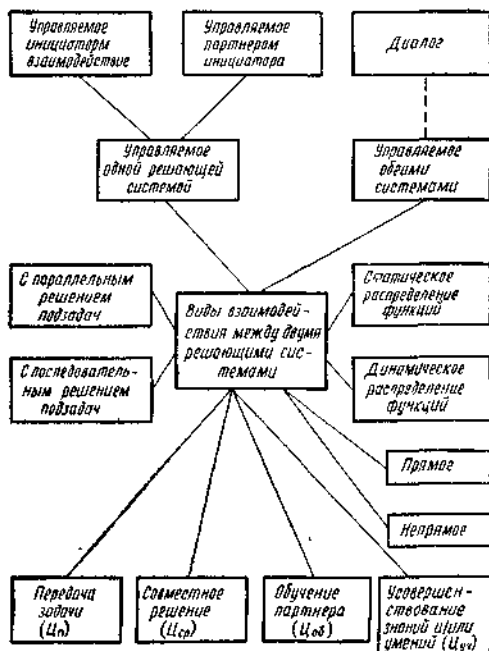 Управляемое
инициаторм
взаимодействие
Управляемое
партнером
инициатора
Диалог
Управляемое
одной решающей
системой
Управляемое
обеими
системами
С параллельным
решением
подзадач
Виды взаимодей-
ствия между двумя
решающими сис-
темами
Статическое
распределение
функций
С последователь-
ным решением
подзадач
Динамическое
распределение
функций
Прямое
Непрямое
Передача
задачи
(Цп)
Совместное
решение
(Цср)
Обучение
партнера
(Цоб)
Усовершен-
ствование
знаний и/или
умений (Цуч)